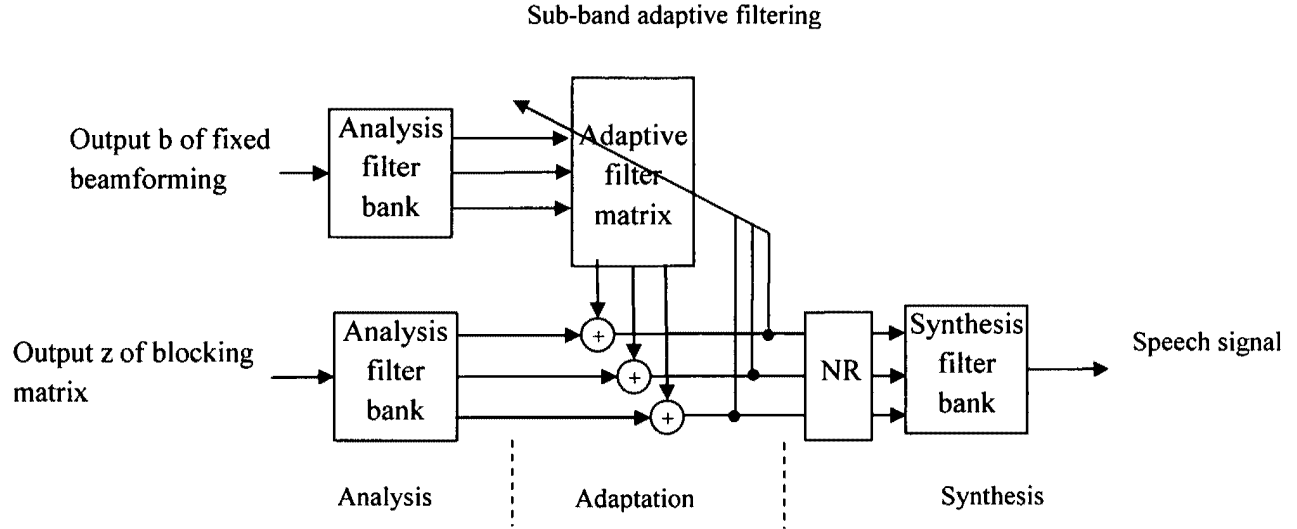 Sub-band adaptive filtering
Output b of fixed
beamforming
Analysis
filter
bank
Adaptive
filter
matrix
Output z of blocking
matrix
Analysis
filter
bank
+
+
+
NR
Synthesis
filter
bank
Speech signal
Analysis
Adaptation
Synthesis